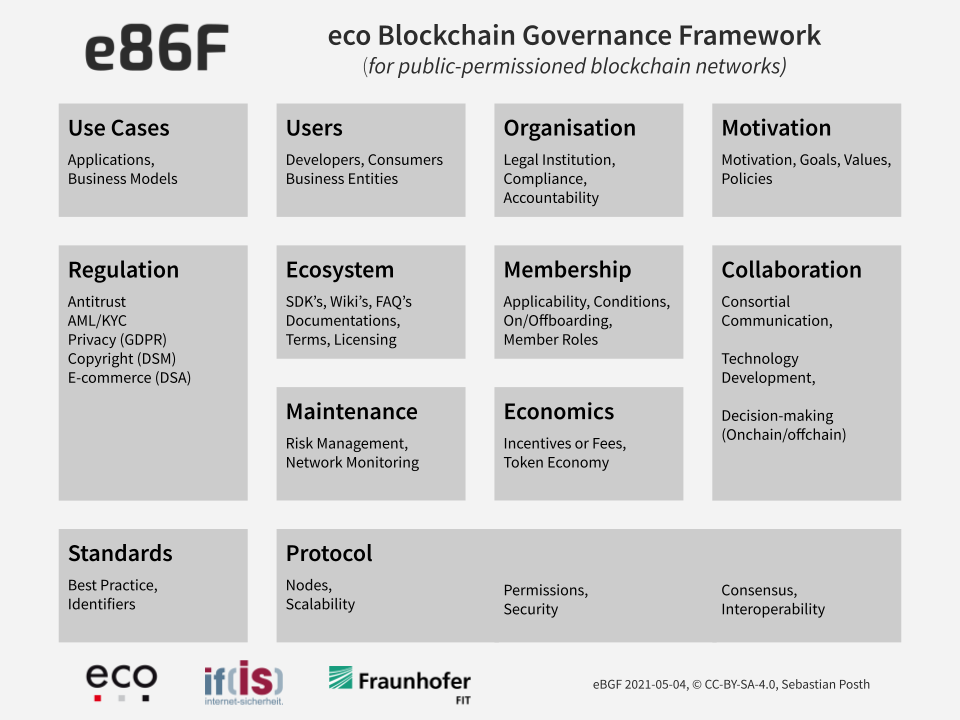 e86F
eco Blockchain Governance Framework
(for public-permissioned blockchain networks)
Use Cases
Applications,
Business Models
Users
Developers, Consumers
Business Entities
Organisation
Legal Institution,
Compliance,
Accountability
Motivation
Motivation, Goals, Values,
Policies
Regulation
Antitrust
AML/KYC
Privacy (GDPR)
Copyright (DSM)
E-commerce (DSA)
Ecosystem
SDK’s, Wiki’s, FAQ’s
Documentations,
Terms, Licensing
Membership
Applicability, Conditions,
On/Offboarding,
Member Roles
Collaboration
Consortial
Communication,
Technology
Development,
Decision-making
(Onchain/offchain)
Maintenance
Risk Management,
Network Monitoring
Economics
Incentives or Fees,
Token Economy
Standards
Best Practice,
Identifiers
Protocol
Nodes,
Scalability
Permissions,
Security
Consensus,
Interoperability
eco
if(is)
internet-sicherheit.
Fraunhofer
FIT
eBGF 2021-05-04, © CC-BY-SA-4.0, Sebastian Posth